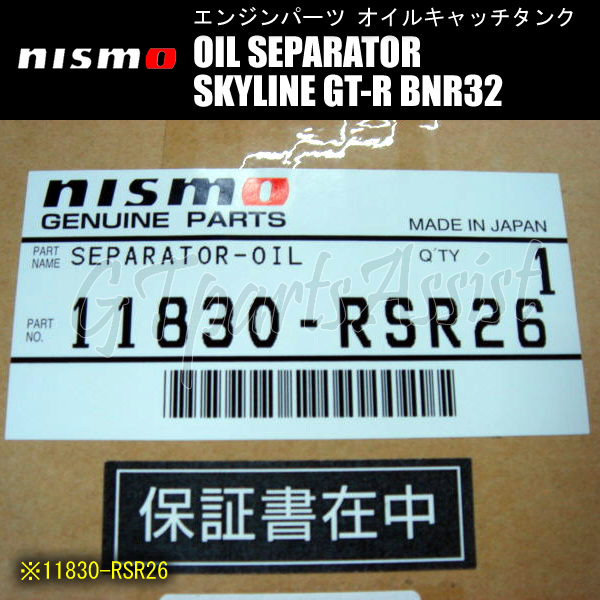 nismo エンジンパーツ オイルキャッチタンク
OIL SEPARATOR
SKYLINE GT-R BNR32
nismo
GENUINE PARTS
MADE IN JAPAN
PART NAME SEPARATOR-OIL Q'TY 1
PART NO. 11830-RSR26
GTpartsAssist
保証書在中
※11830-RSR26